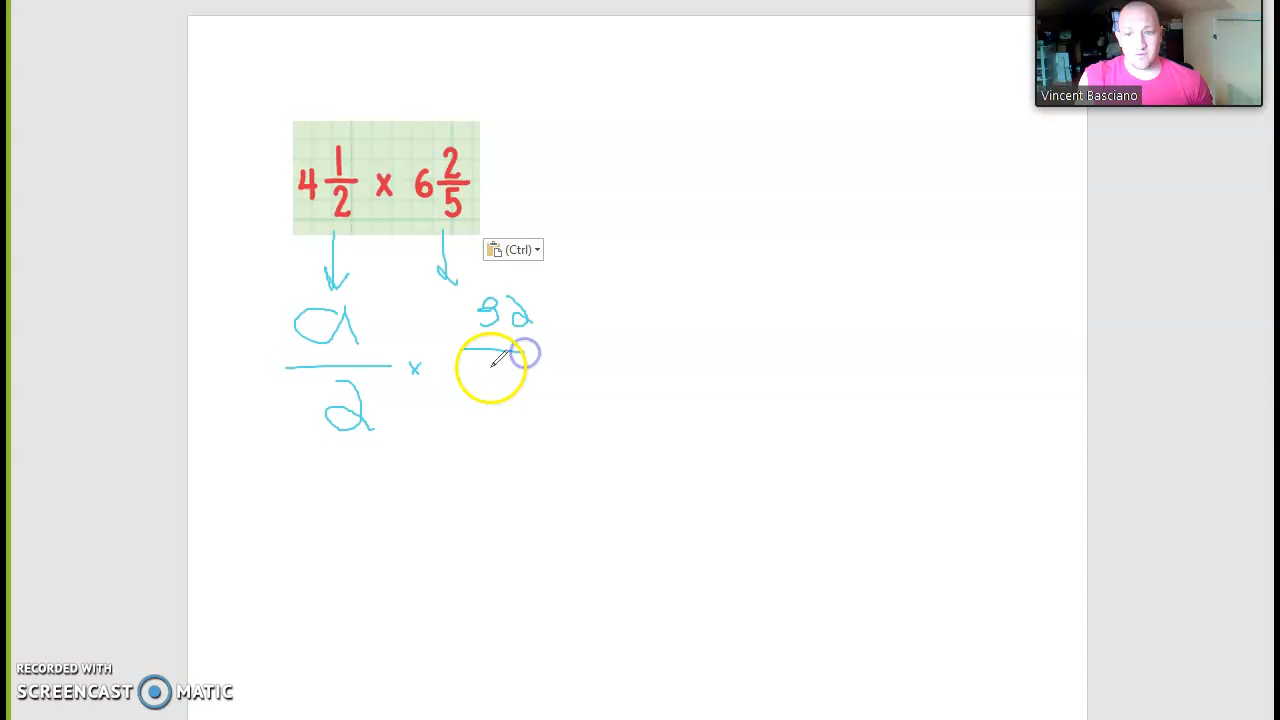 Vincent Basciano
4 1/2 x 6 2/5
(Ctrl)
9/2 x 32
RECORDED WITH
SCREENCAST MATIC